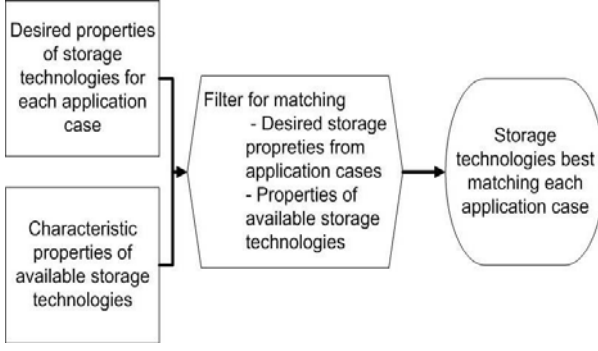 Desired properties
of storage
technologies for
each application
case
Characteristic
properties of
available storage
technologies
Filter for matching
- Desired storage
propreties from
application cases
- Properties of
available storage
technologies
Storage
technologies best
matching each
application case